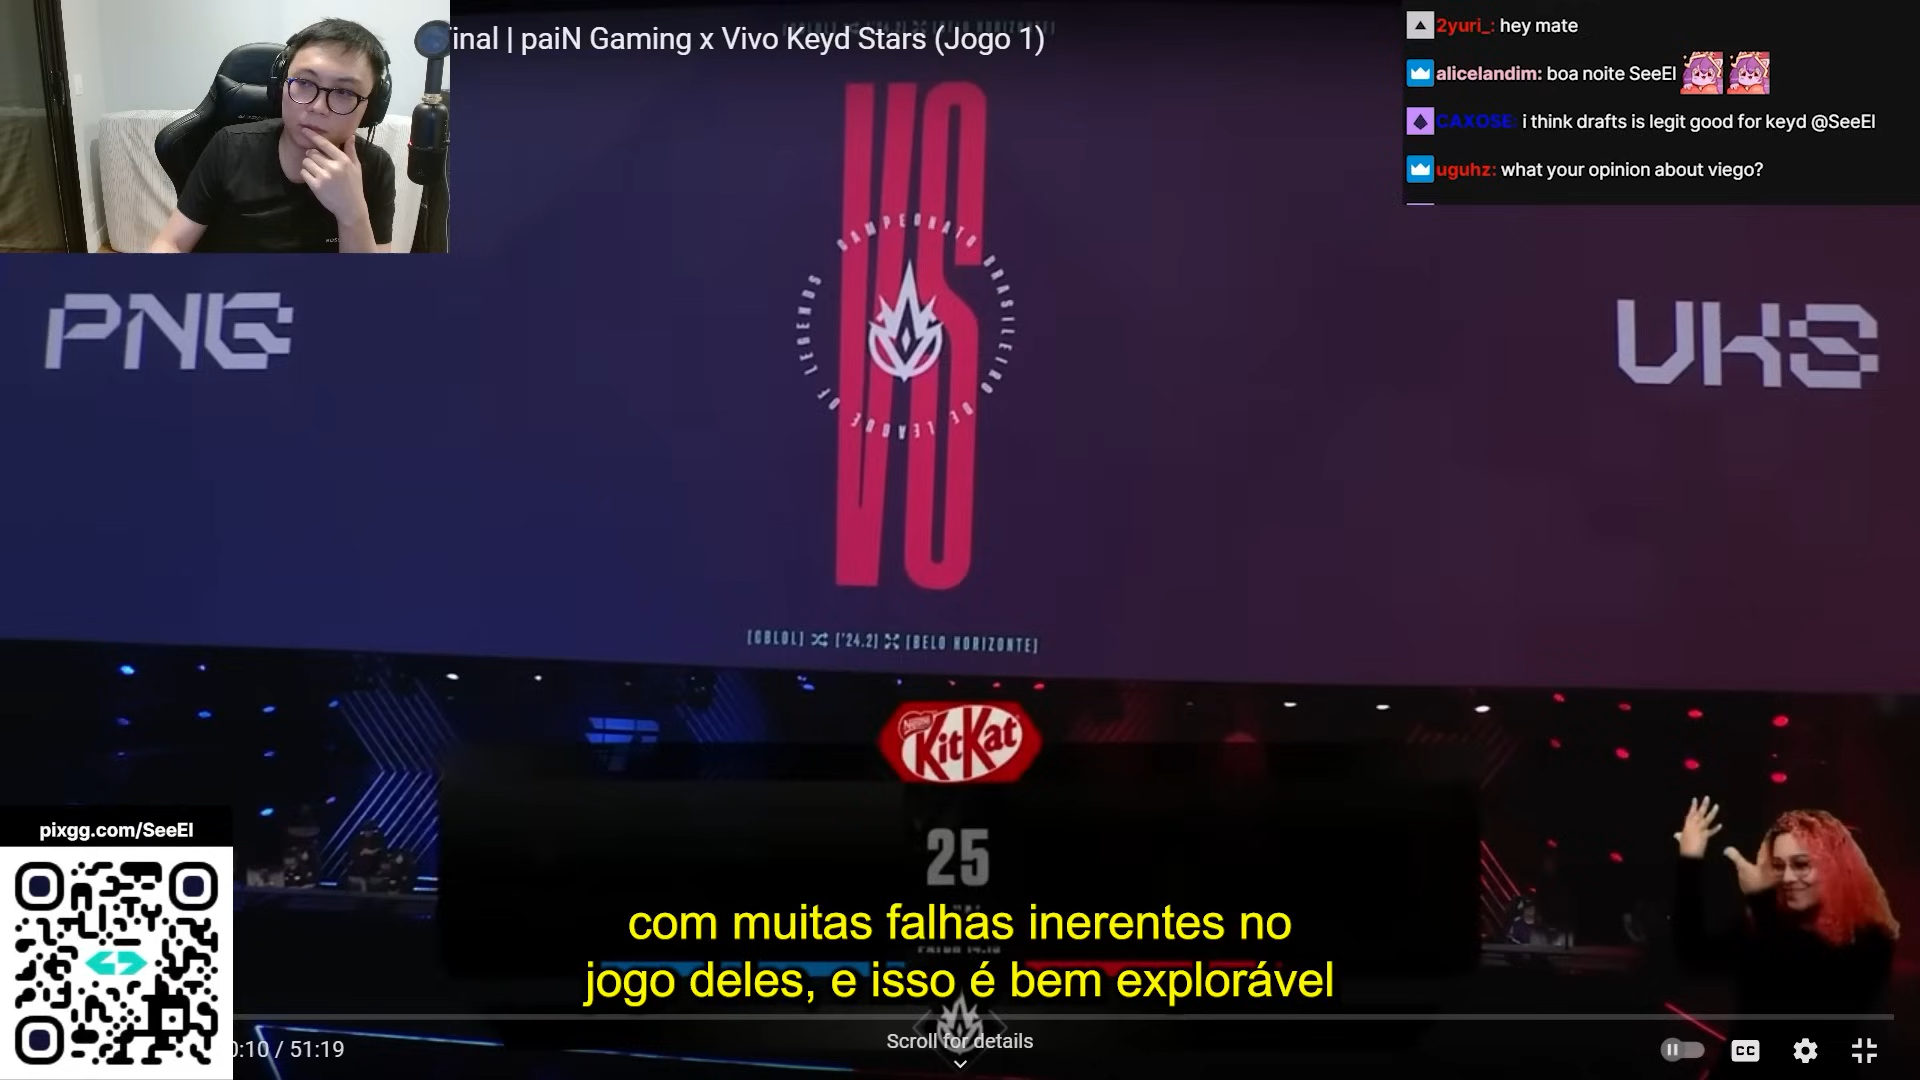 inal | paiN Gaming x Vivo Keyd Stars (Jogo 1)
2yuri_: hey mate
alicelandim: boa noite SeeEl
CAXOSE: i think drafts is legit good for keyd @SeeEl
uguhz: what your opinion about viego?
VS
CAMPEONATO BRASILEIRO DE LEAGUE OF LEGENDS
PNG
VKS
[CBLOL] ['24.2] [BELO HORIZONTE]
Nestlé
KitKat
25
pixgg.com/SeeEl
com muitas falhas inerentes no
jogo deles, e isso é bem explorável
0:10 / 51:19
Scroll for details
CC